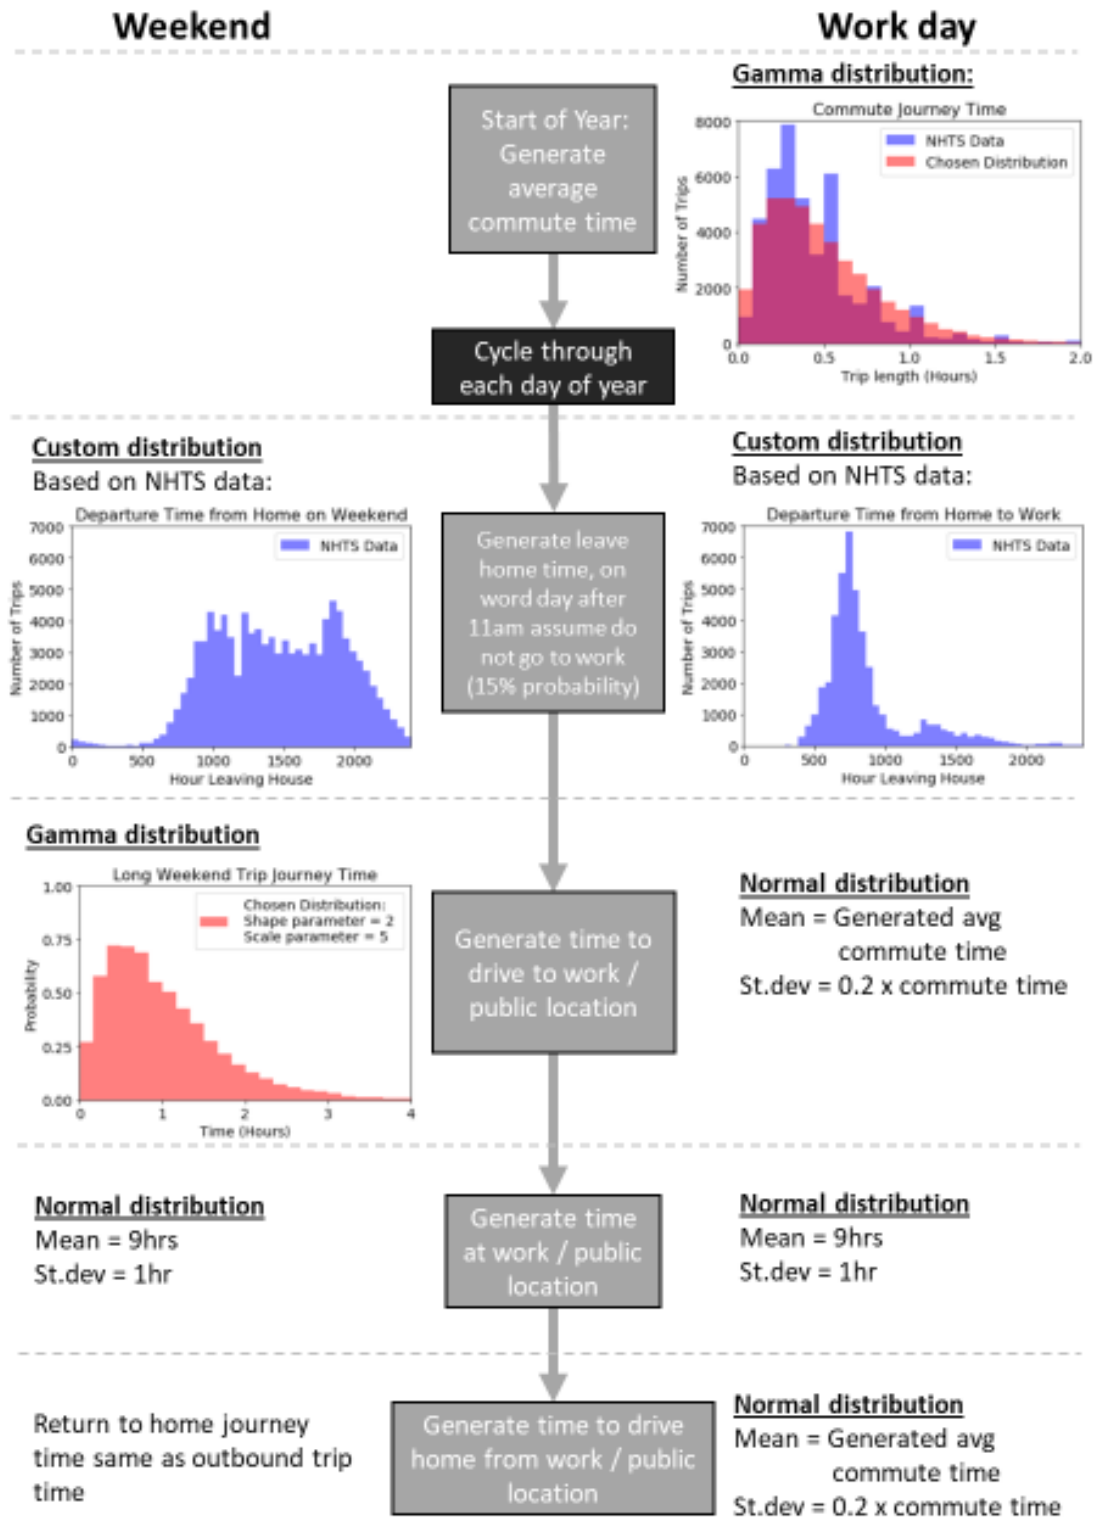 Weekend
Work day
Gamma distribution:
Start of Year:
Generate
average
commute time
Commute Journey Time
NHTS Data
Chosen Distribution
Number of Trips
8000
6000
4000
2000
0
0.0
0.5
1.0
1.5
2.0
Trip length (Hours)
Cycle through
each day of year
Custom distribution
Based on NHTS data:
Departure Time from Home on Weekend
NHTS Data
Number of Trips
7000
6000
5000
4000
3000
2000
1000
0
0
500
1000
1500
2000
Hour Leaving House
Generate leave
home time, on
word day after
11am assume do
not go to work
(15% probability)
Custom distribution
Based on NHTS data:
Departure Time from Home to Work
NHTS Data
Number of Trips
7000
6000
5000
4000
3000
2000
1000
0
500
1000
1500
2000
Hour Leaving House
Gamma distribution
Long Weekend Trip Journey Time
Chosen Distribution:
Shape parameter = 2
Scale parameter = 5
Probability
1.00
0.75
0.50
0.25
0.00
0
1
2
3
4
Time (Hours)
Generate time to
drive to work /
public location
Normal distribution
Mean = Generated avg
commute time
St.dev = 0.2 x commute time
Normal distribution
Mean = 9hrs
St.dev = 1hr
Generate time
at work / public
location
Normal distribution
Mean = 9hrs
St.dev = 1hr
Return to home journey
time same as outbound trip
time
Generate time to drive
home from work / public
location
Normal distribution
Mean = Generated avg
commute time
St.dev = 0.2 x commute time